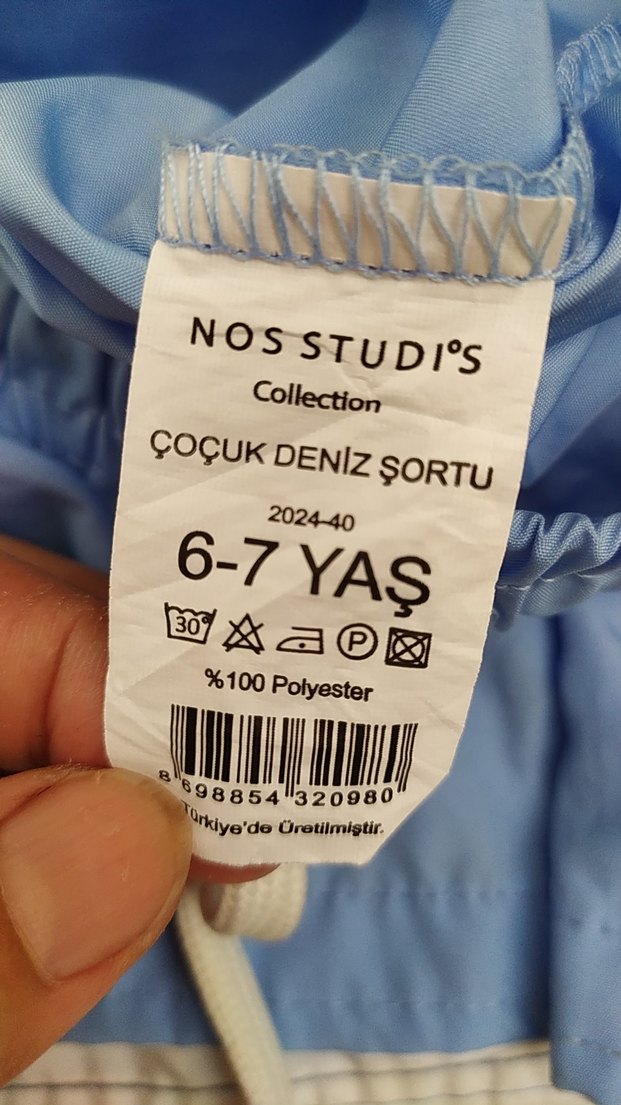 NOS STUDI°S
Collection
ÇOÇUK DENİZ ŞORTU
2024-40
6-7 YAŞ
30° P
%100 Polyester
8 698854 320980
Türkiye'de Üretilmiştir.